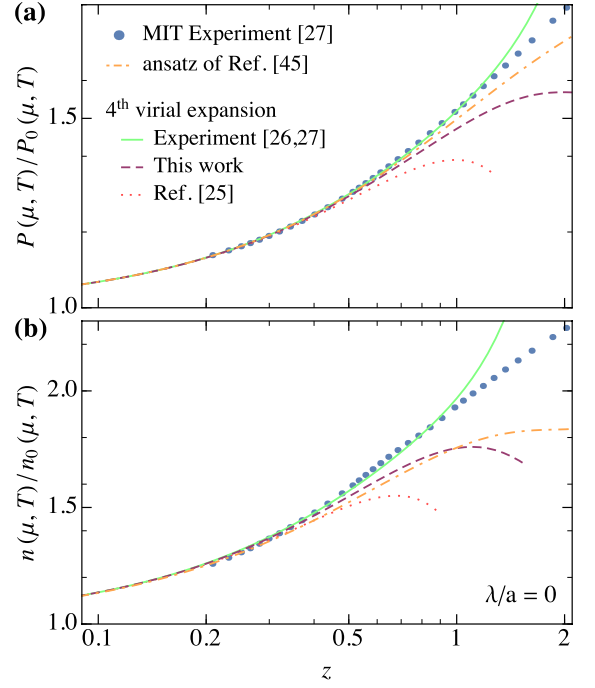 (a)
MIT Experiment [27]
ansatz of Ref. [45]
4th virial expansion
Experiment [26,27]
This work
Ref. [25]
P(μ, T)/P0(μ, T)
1.5
1.0
(b)
n(μ, T)/n0(μ, T)
2.0
1.5
1.0
λ/a = 0
0.1 0.2 0.5 1 2
z